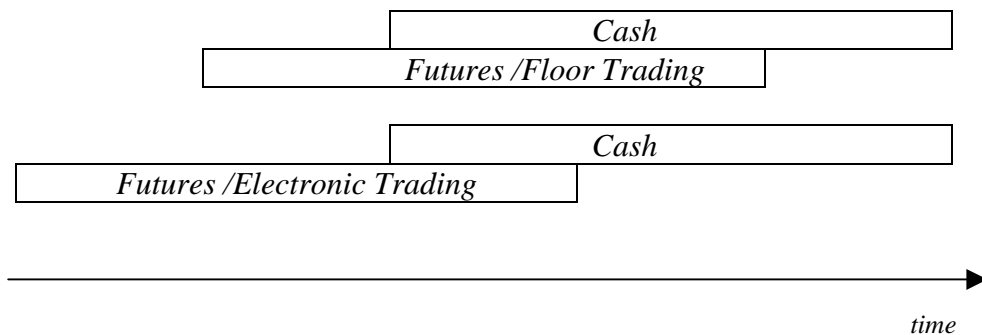 Cash
Futures /Floor Trading
Cash
Futures /Electronic Trading
time